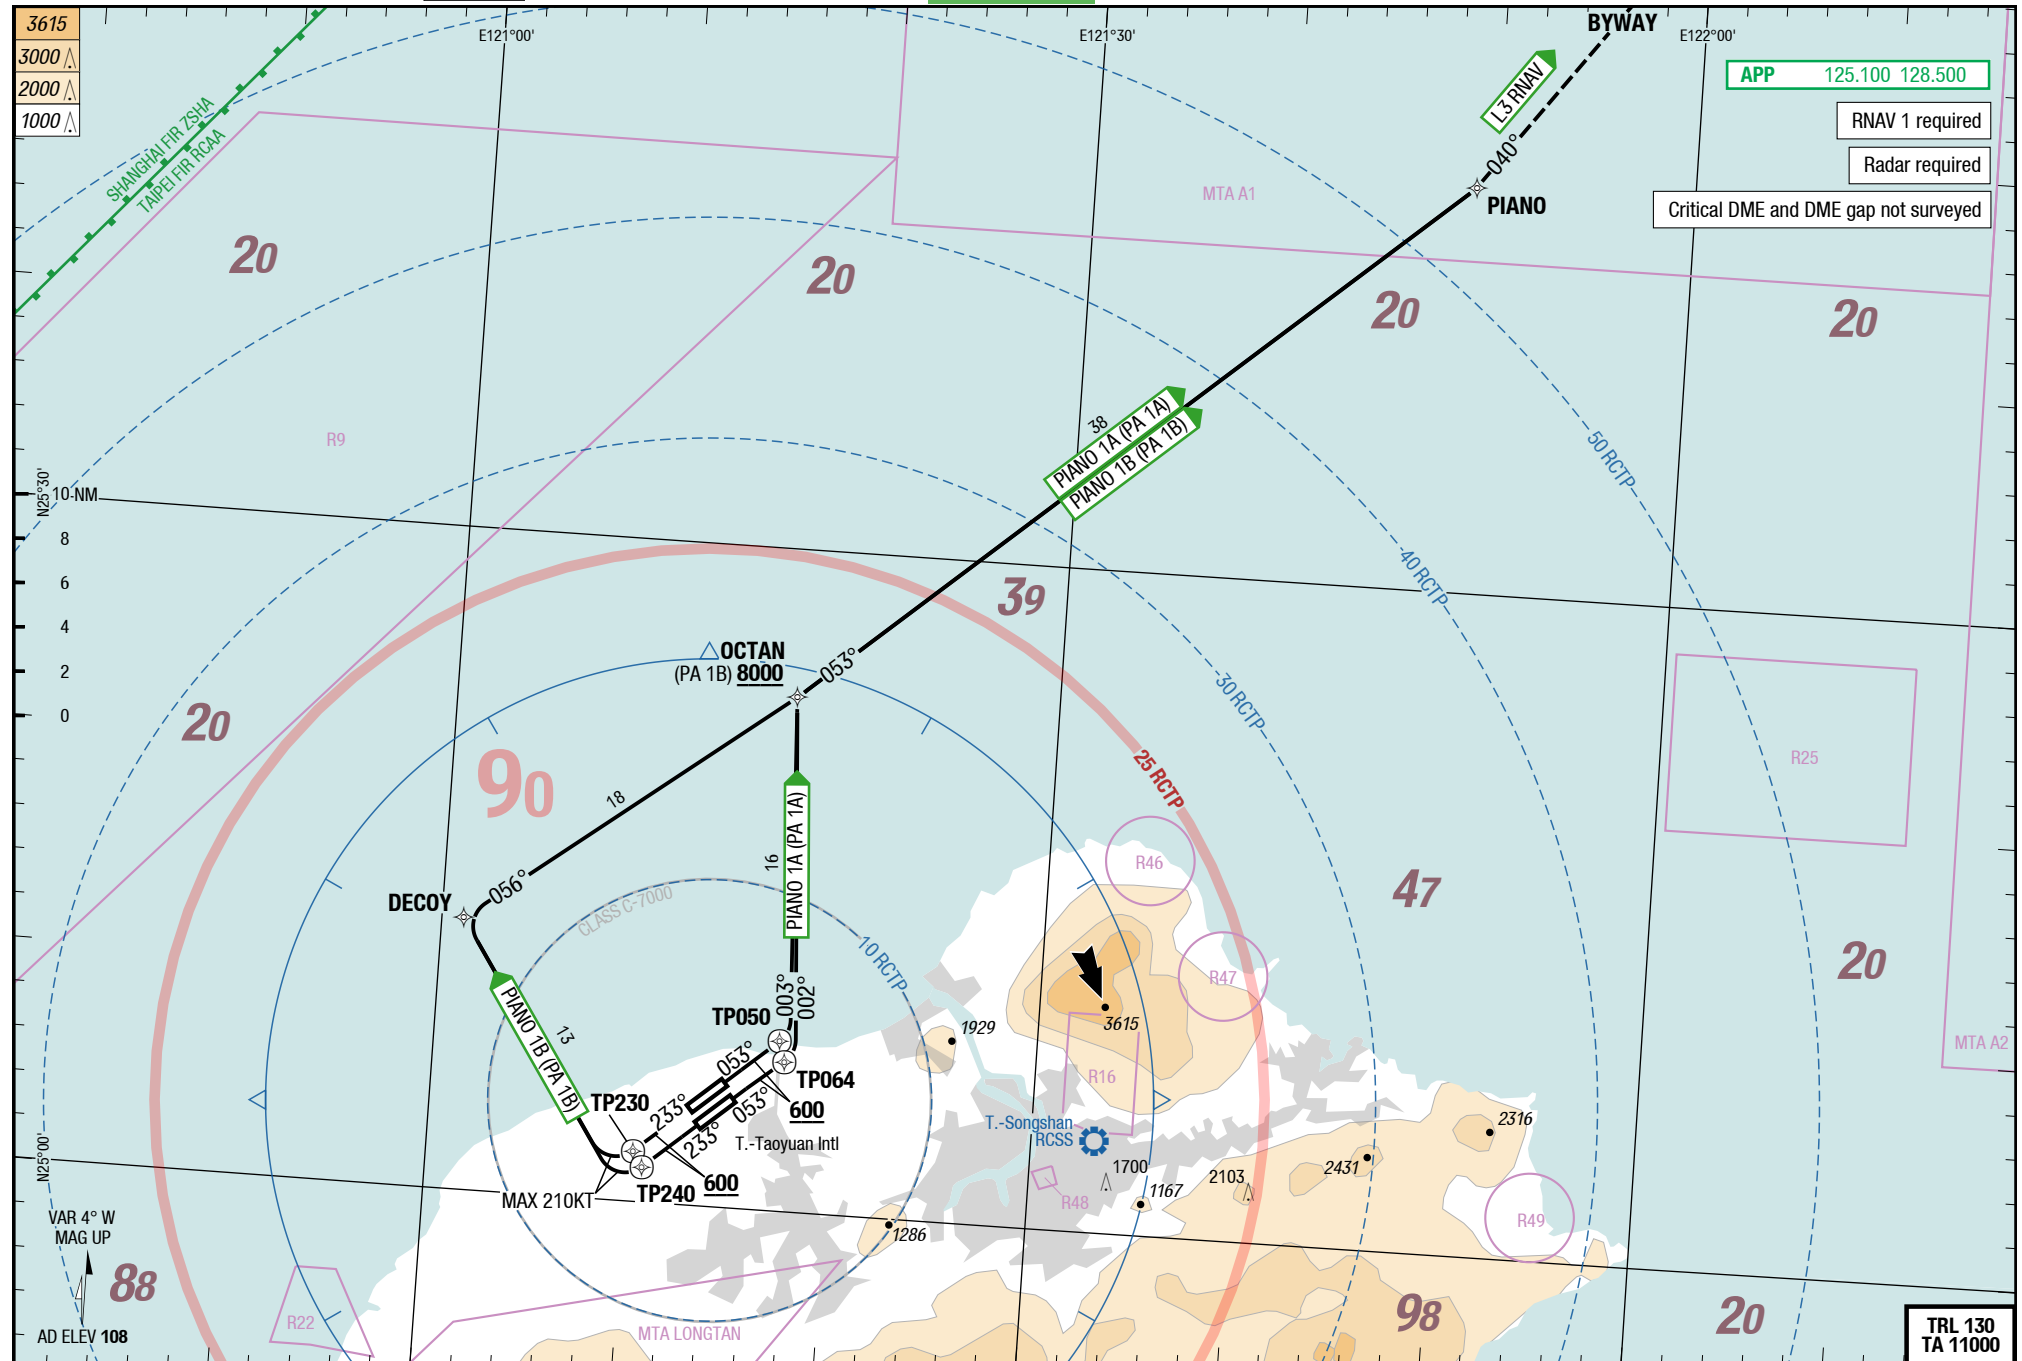 3615
3000
2000
1000
E121°00'
E121°30'
BYWAY
E122°00'
APP 125.100 128.500
RNAV 1 required
Radar required
Critical DME and DME gap not surveyed
L3 RNAV
040°
PIANO
SHANGHAI FIR ZSHA
TAIPEI FIR RCAA
MTA A1
20
20
20
20
R9
38
PIANO 1A (PA 1A)
PIANO 1B (PA 1B)
50 RCTP
N25°30'
10 NM
8
6
4
2
0
40 RCTP
39
OCTAN
(PA 1B) 8000
053°
30 RCTP
20
90
25 RCTP
R25
18
16
PIANO 1A (PA 1A)
DECOY
056°
CLASS C-7000
10 RCTP
R46
47
20
R47
003°
002°
PIANO 1B (PA 1B)
13
TP050
053°
1929
3615
MTA A2
TP064
R16
TP230
233°
053°
600
233°
T.-Taoyuan Intl
T.-Songshan
RCSS
2316
N25°00'
1700
2431
2103
TP240
600
MAX 210KT
R48
1167
R49
1286
VAR 4° W
MAG UP
88
R22
98
20
AD ELEV 108
MTA LONGTAN
TRL 130
TA 11000